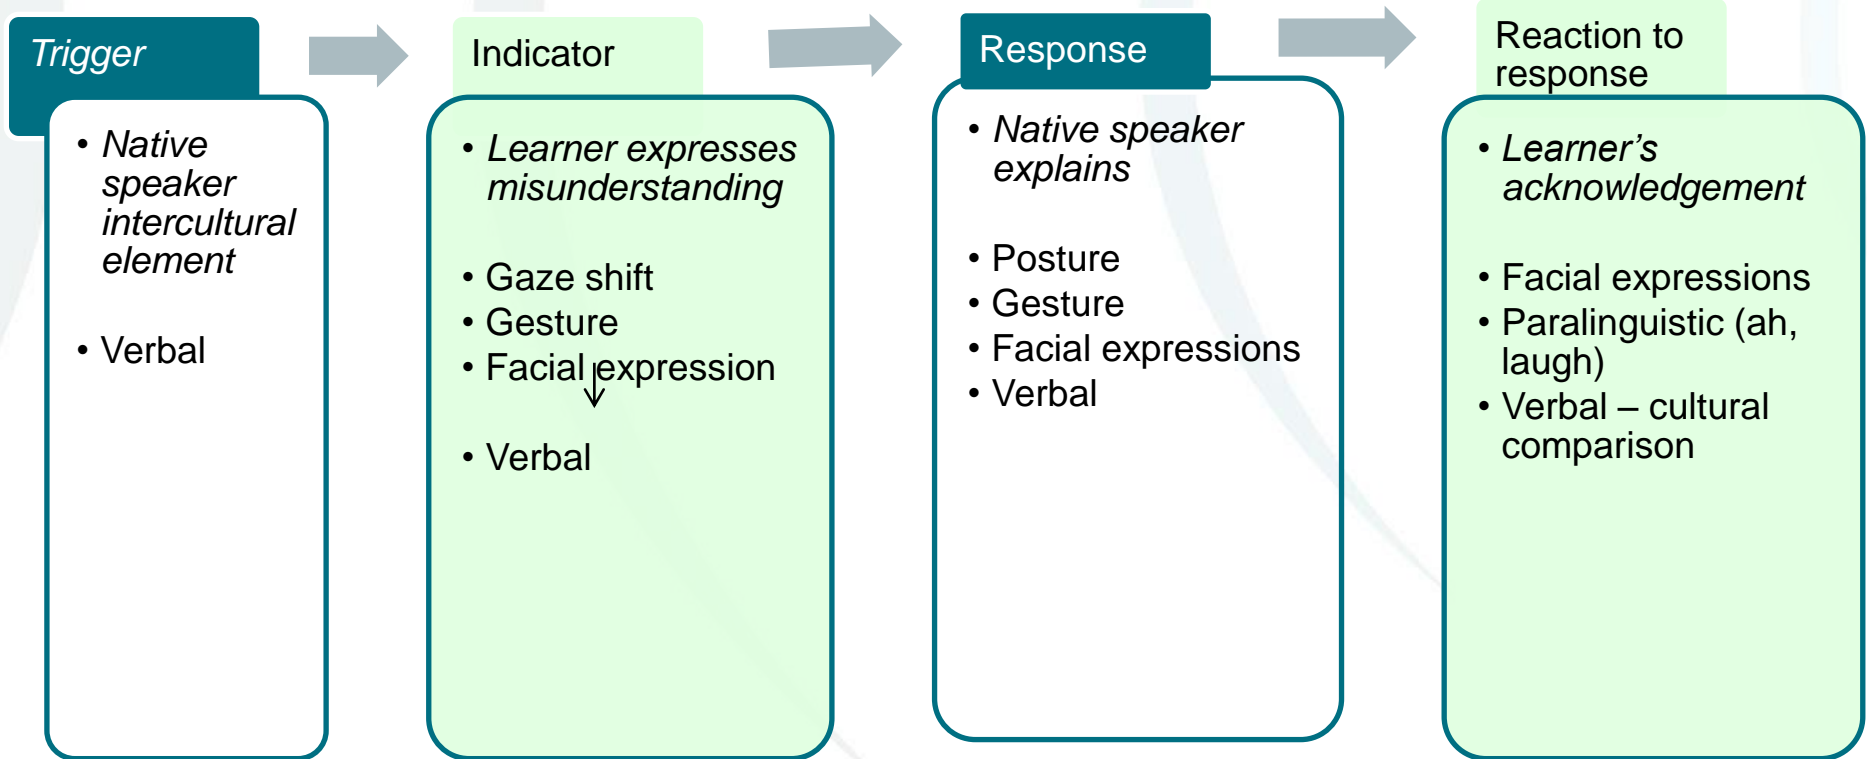 Trigger
• Native
speaker
intercultural
element
• Verbal
Indicator
• Learner expresses
misunderstanding
• Gaze shift
• Gesture
• Facial expression
• Verbal
Response
• Native speaker
explains
• Posture
• Gesture
• Facial expressions
• Verbal
Reaction to
response
• Learner’s
acknowledgement
• Facial expressions
• Paralinguistic (ah,
laugh)
• Verbal – cultural
comparison